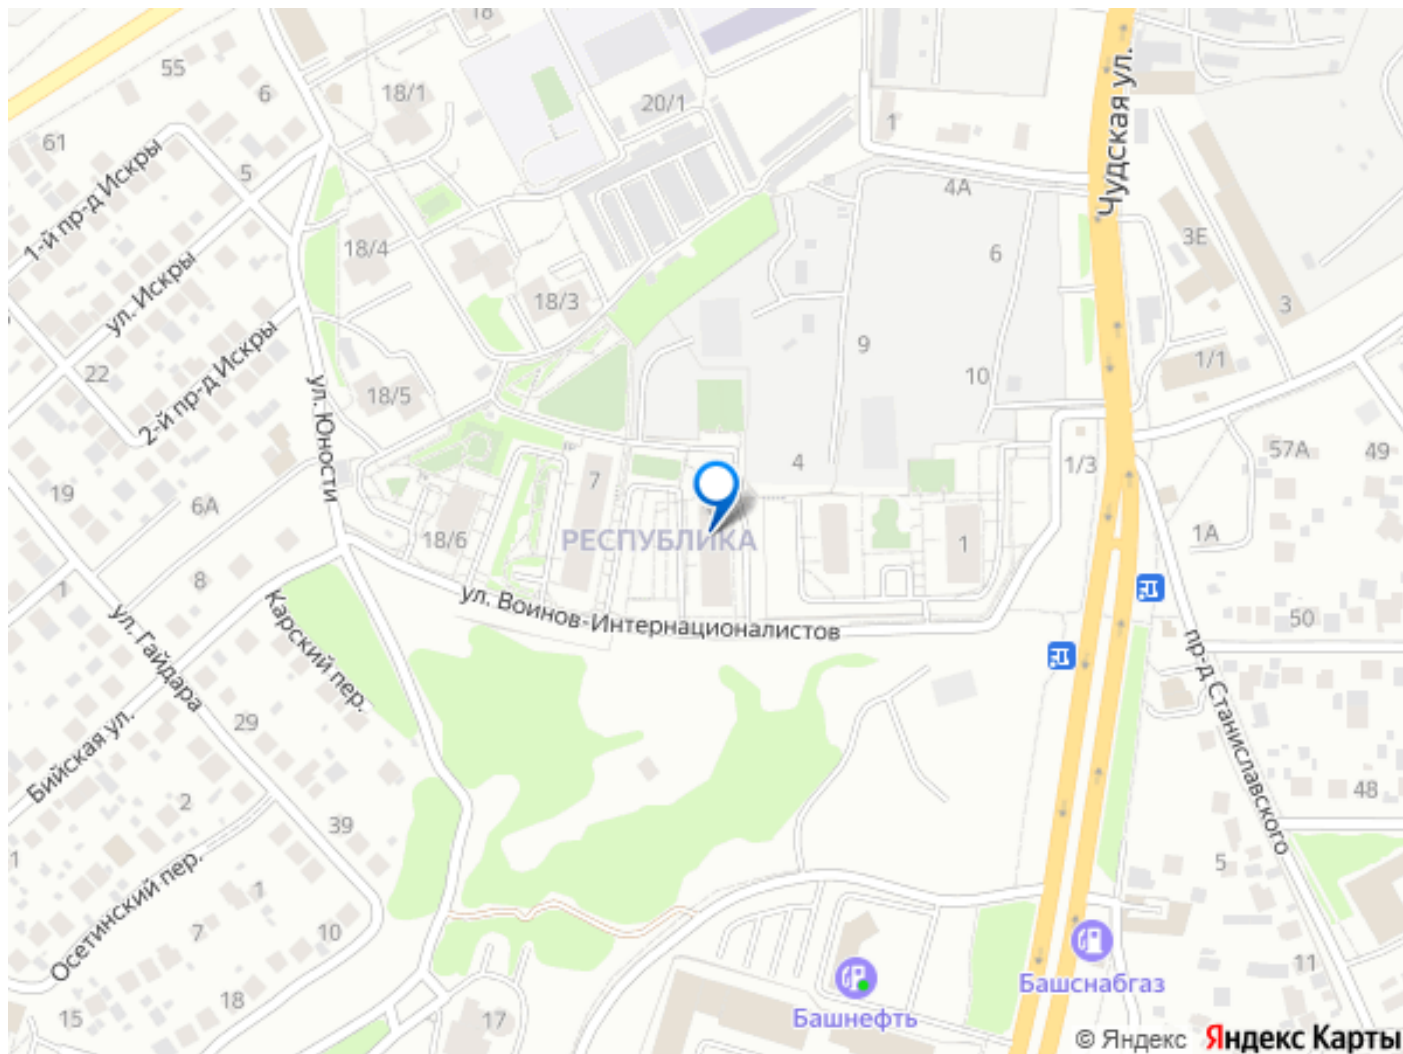 18
55
6
18/1
20/1
61
1
Чудская ул.
5
1-й пр-д Искры
4А
18/4
3Е
6
ул. Искры
18/3
3
9
2-й пр-д Искры
1/1
22
10
18/5
ул. Юности
57А
49
4
1/3
7
19
6А
1А
18/6
РЕСПУБЛИКА
1
8
1
ул. Воинов-Интернационалистов
50
Карский пер.
ул. Гайдара
пр-д Станиславского
29
Бийская ул.
48
2
39
1
5
Осетинский пер.
1
7
10
11
Башснабгаз
18
15
17
Башнефть
© Яндекс Яндекс Карты